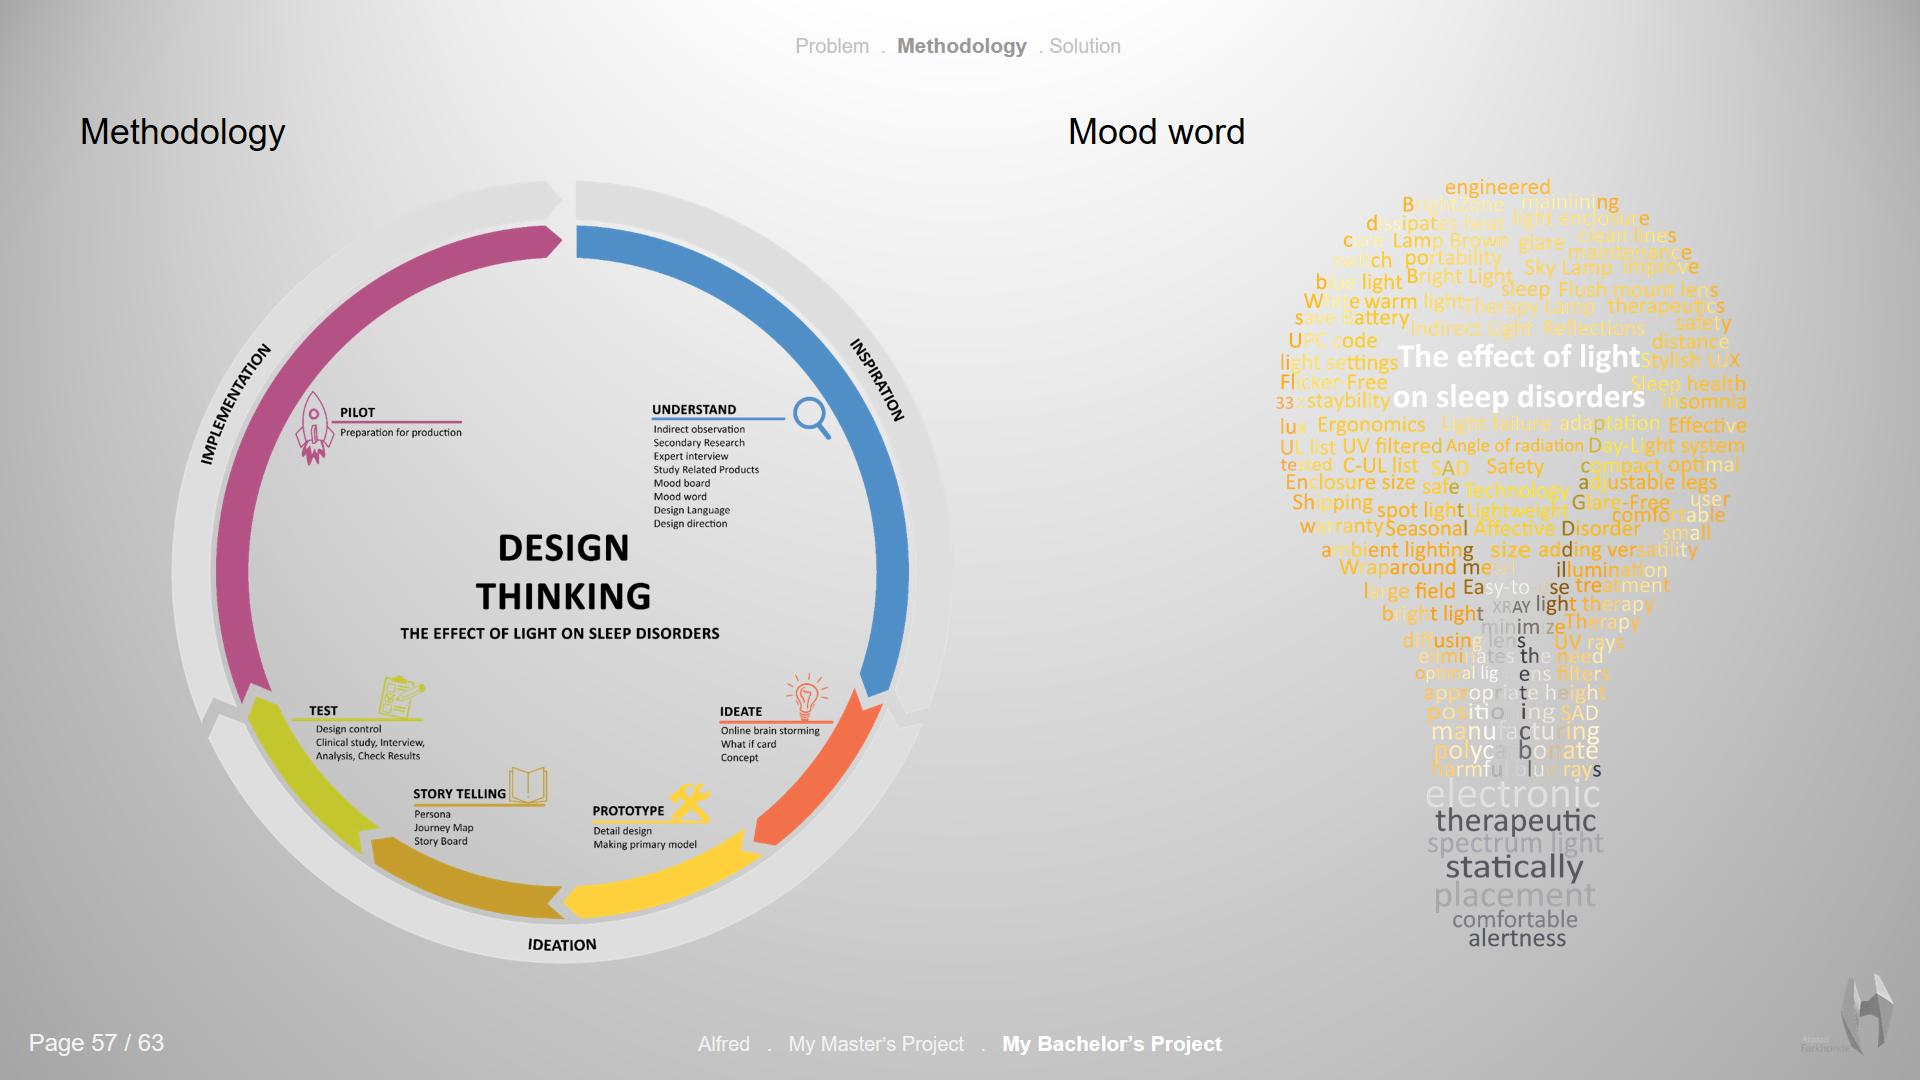 Problem . Methodology . Solution
Methodology
IMPLEMENTATION
INSPIRATION
IDEATION
PILOT
Preparation for production
UNDERSTAND
Indirect observation
Secondary Research
Expert interview
Study Related Products
Mood board
Mood word
Design Language
Design direction
DESIGN
THINKING
THE EFFECT OF LIGHT ON SLEEP DISORDERS
TEST
Design control
Clinical study, Interview,
Analysis, Check Results
IDEATE
Online brain storming
What if card
Concept
STORY TELLING
Persona
Journey Map
Story Board
PROTOTYPE
Detail design
Making primary model
Mood word
engineered
BrightZone mainlining
dissipates heat light enclosure
cure Lamp Brown glare clean lines
switch portability maintenance
blue light Bright Light Sky Lamp improve
sleep Flush mount lens
White warm light Therapy Lamp therapeutics
save Battery Indirect Light Reflections safety
UPC code distance
light settings The effect of light Stylish LUX
Flicker-Free Sleep health
33 staybility on sleep disorders insomnia
lux Ergonomics Light failure adaptation Effective
UL list UV filtered Angle of radiation Day-Light system
tested C-UL list SAD Safety compact optimal
Enclosure size safe Technology adjustable legs
Shipping spot light Lightweight Glare-Free user
comfortable
warranty Seasonal Affective Disorder small
ambient lighting size adding versatility
Wraparound metal illumination
large field Easy-to use treatment
bright light XRAY light therapy
minimize Therapy
diffusing lens UV rays
eliminates the need
optimal lig ens filters
appropriate height
positioning SAD
manufacturing
polycarbonate
harmful blue rays
electronic
therapeutic
spectrum light
statically
placement
comfortable
alertness
Page 57 / 63
Alfred . My Master's Project . My Bachelor's Project
Farkhonde